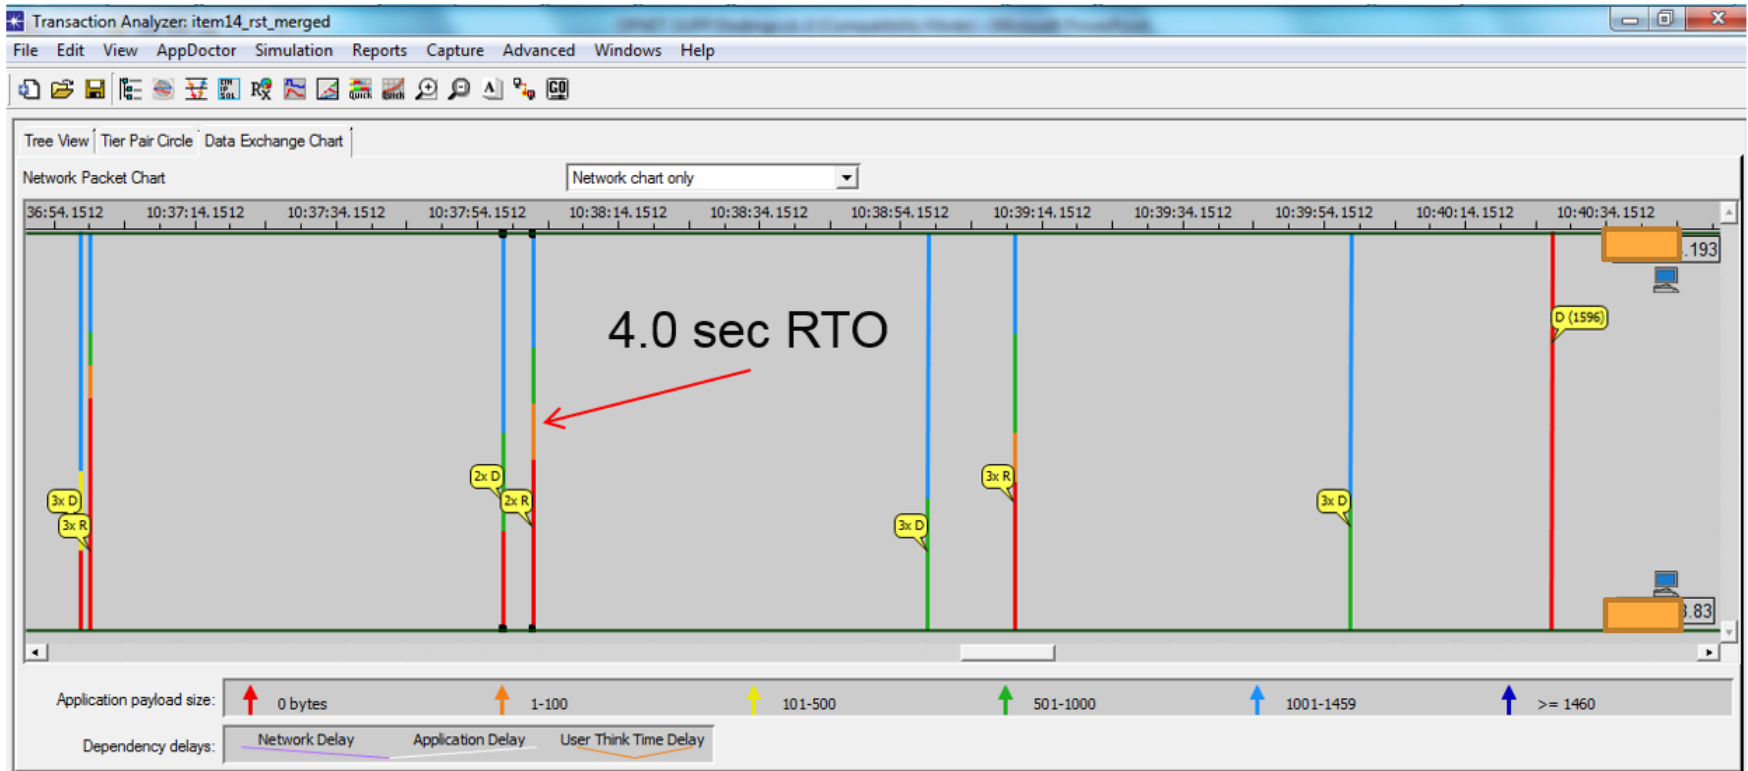 Transaction Analyzer: item14_rst_merged
File Edit View AppDoctor Simulation Reports Capture Advanced Windows Help
Tree View Tier Pair Circle Data Exchange Chart
Network Packet Chart Network chart only
36:54.1512 10:37:14.1512 10:37:34.1512 10:37:54.1512 10:38:14.1512 10:38:34.1512 10:38:54.1512 10:39:14.1512 10:39:34.1512 10:39:54.1512 10:40:14.1512 10:40:34.1512
.193
D (1596)
4.0 sec RTO
2x D
3x R
3x D
2x R
3x D
3x R
3x D
3.83
Application payload size: 0 bytes 1-100 101-500 501-1000 1001-1459 >= 1460
Dependency delays: Network Delay Application Delay User Think Time Delay